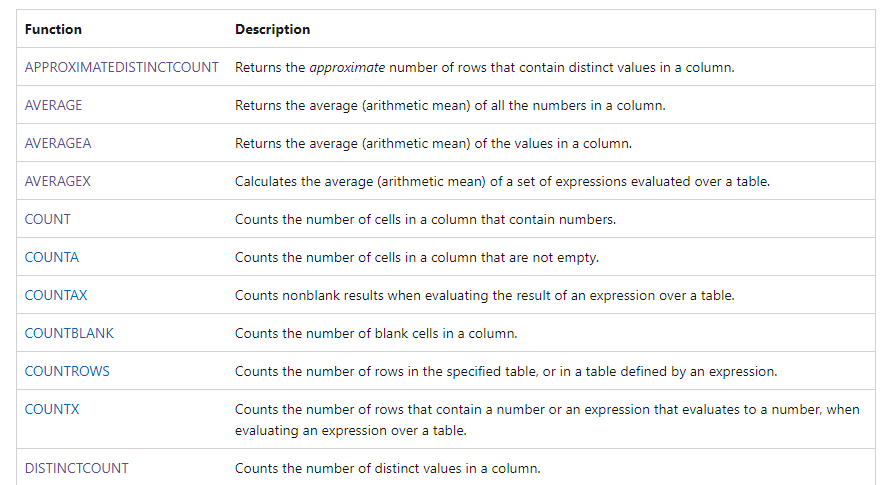 Function Description
APPROXIMATEDISTINCTCOUNT Returns the approximate number of rows that contain distinct values in a column.
AVERAGE Returns the average (arithmetic mean) of all the numbers in a column.
AVERAGEA Returns the average (arithmetic mean) of the values in a column.
AVERAGEX Calculates the average (arithmetic mean) of a set of expressions evaluated over a table.
COUNT Counts the number of cells in a column that contain numbers.
COUNTA Counts the number of cells in a column that are not empty.
COUNTAX Counts nonblank results when evaluating the result of an expression over a table.
COUNTBLANK Counts the number of blank cells in a column.
COUNTROWS Counts the number of rows in the specified table, or in a table defined by an expression.
COUNTX Counts the number of rows that contain a number or an expression that evaluates to a number, when
evaluating an expression over a table.
DISTINCTCOUNT Counts the number of distinct values in a column.